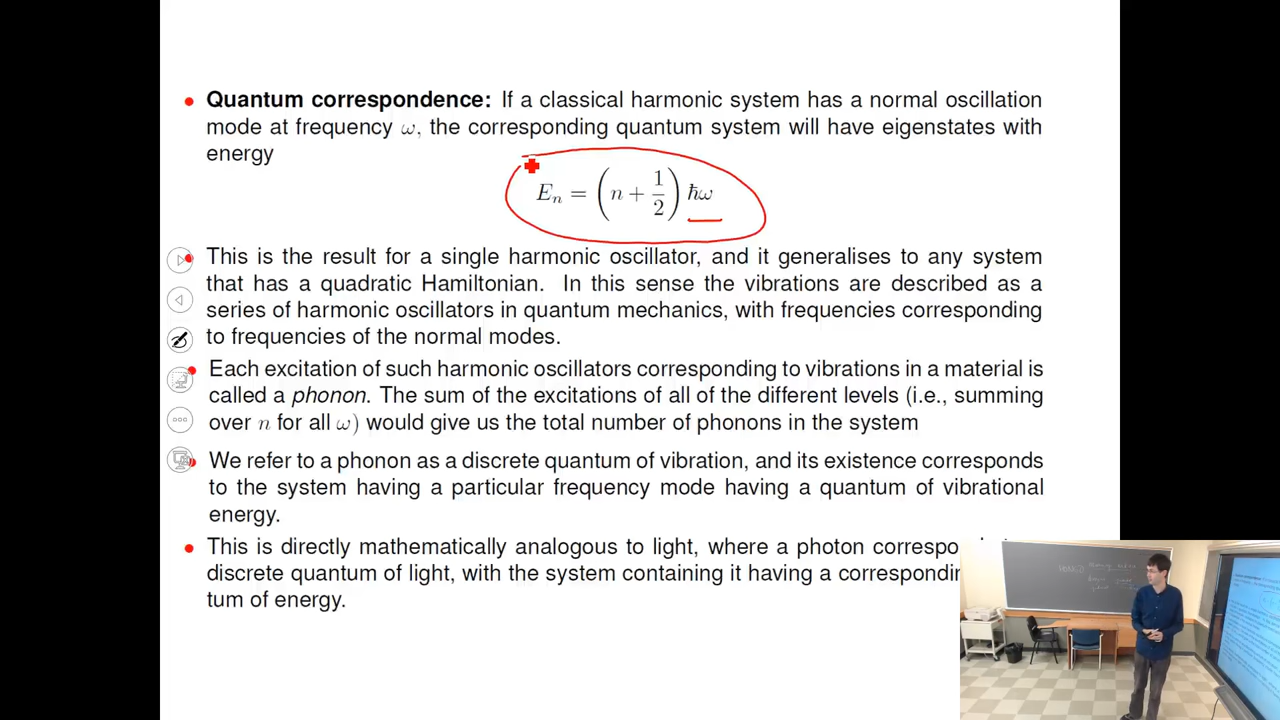 Quantum correspondence: If a classical harmonic system has a normal oscillation
mode at frequency ω, the corresponding quantum system will have eigenstates with
energy
E_n = (n + 1/2) ħω
This is the result for a single harmonic oscillator, and it generalises to any system
that has a quadratic Hamiltonian. In this sense the vibrations are described as a
series of harmonic oscillators in quantum mechanics, with frequencies corresponding
to frequencies of the normal modes.
Each excitation of such harmonic oscillators corresponding to vibrations in a material is
called a phonon. The sum of the excitations of all of the different levels (i.e., summing
over n for all ω) would give us the total number of phonons in the system
We refer to a phonon as a discrete quantum of vibration, and its existence corresponds
to the system having a particular frequency mode having a quantum of vibrational
energy.
This is directly mathematically analogous to light, where a photon
discrete quantum of light, with the system containing it having a
tum of energy.